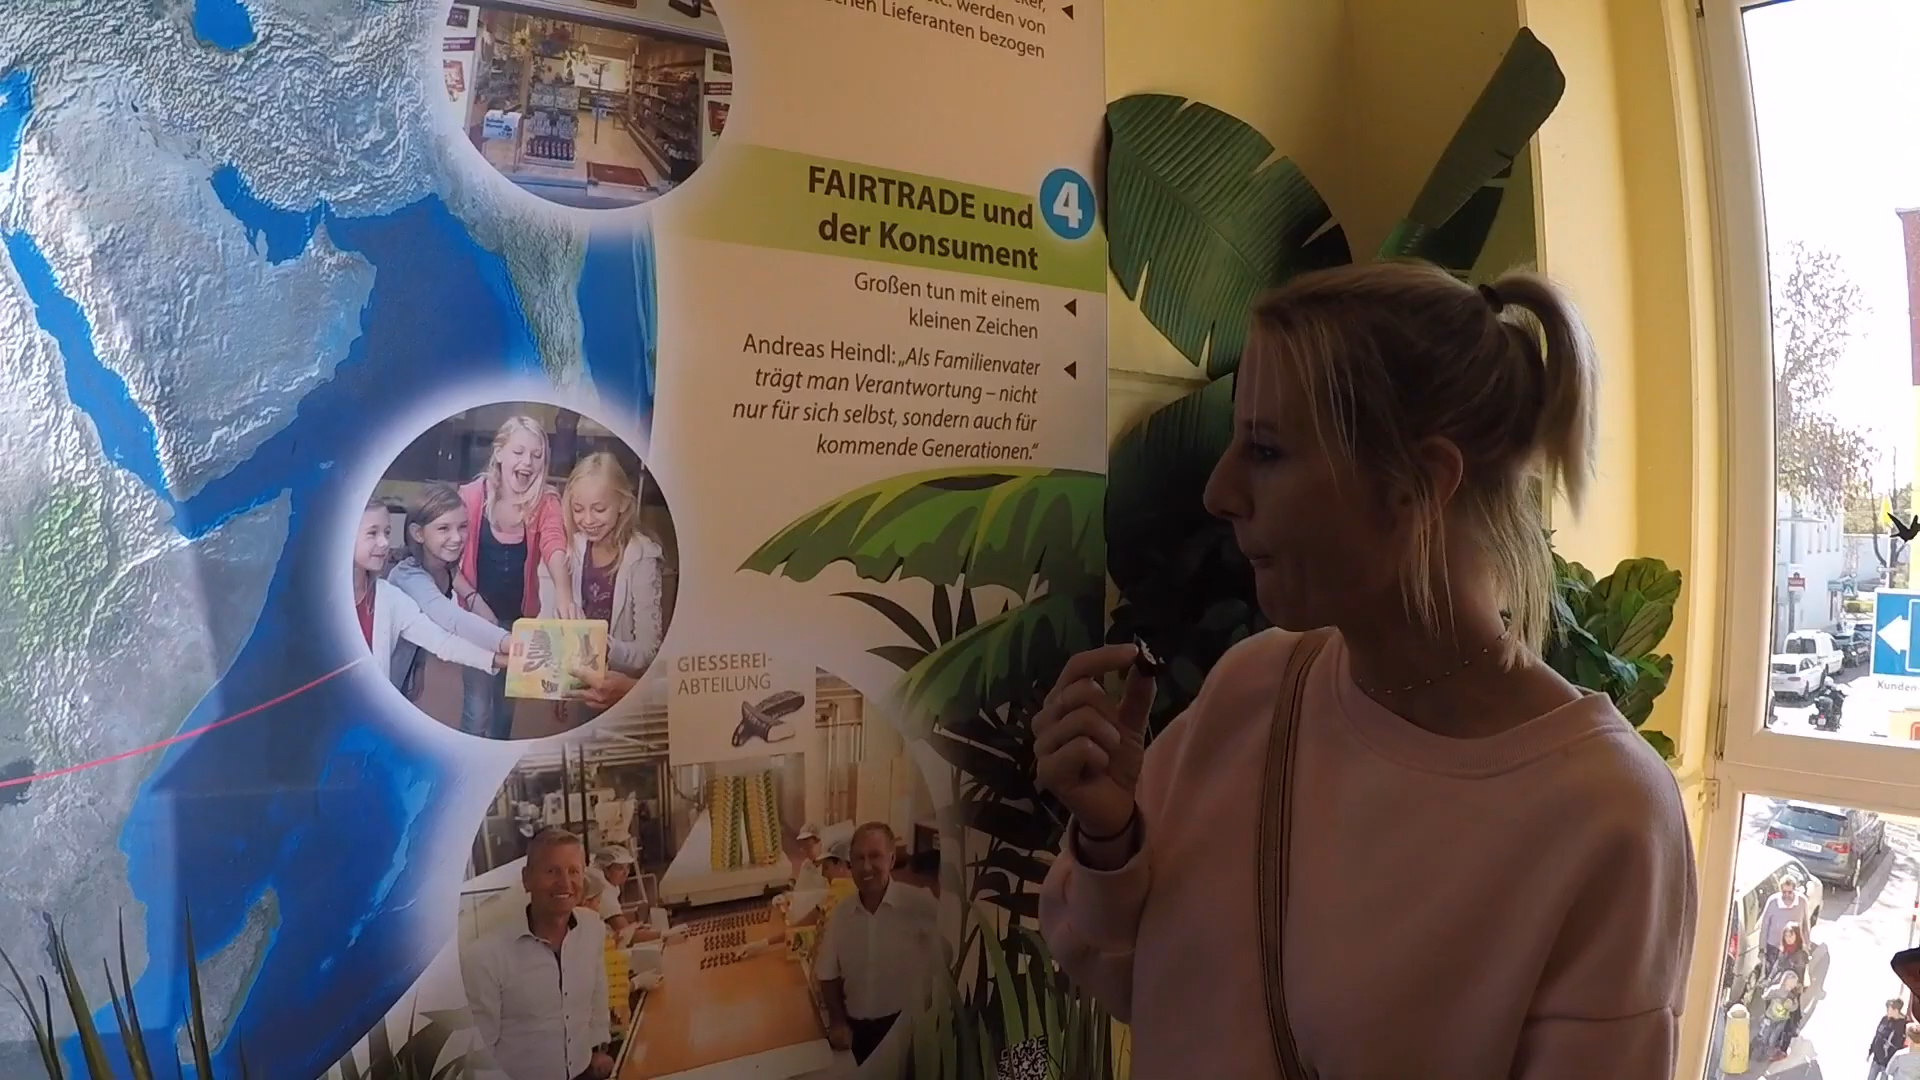 werden von
Lieferanten bezogen
FAIRTRADE und
der Konsument
4
Großen tun mit einem
kleinen Zeichen
Andreas Heindl: „Als Familienvater
trägt man Verantwortung – nicht
nur für sich selbst, sondern auch für
kommende Generationen.“
GIESSEREI-
ABTEILUNG
Kunden